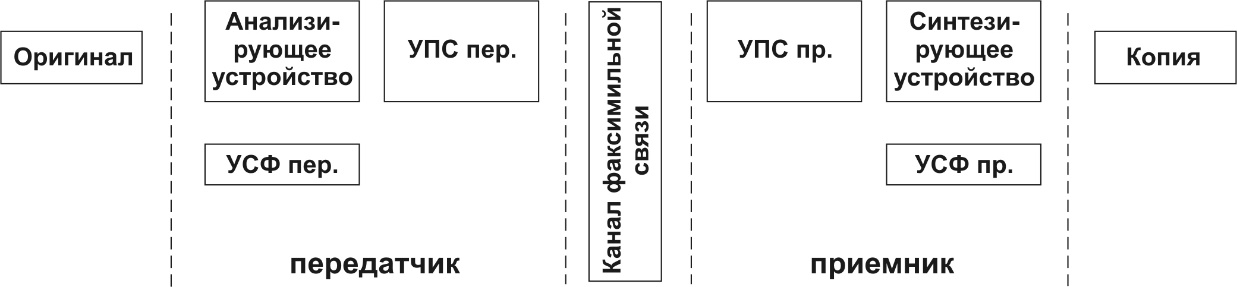 Оригинал
Анализи-
рующее
устройство
УПС пер.
УСФ пер.
передатчик
Канал факсимильной
связи
УПС пр.
Синтези-
рующее
устройство
УСФ пр.
приемник
Копия